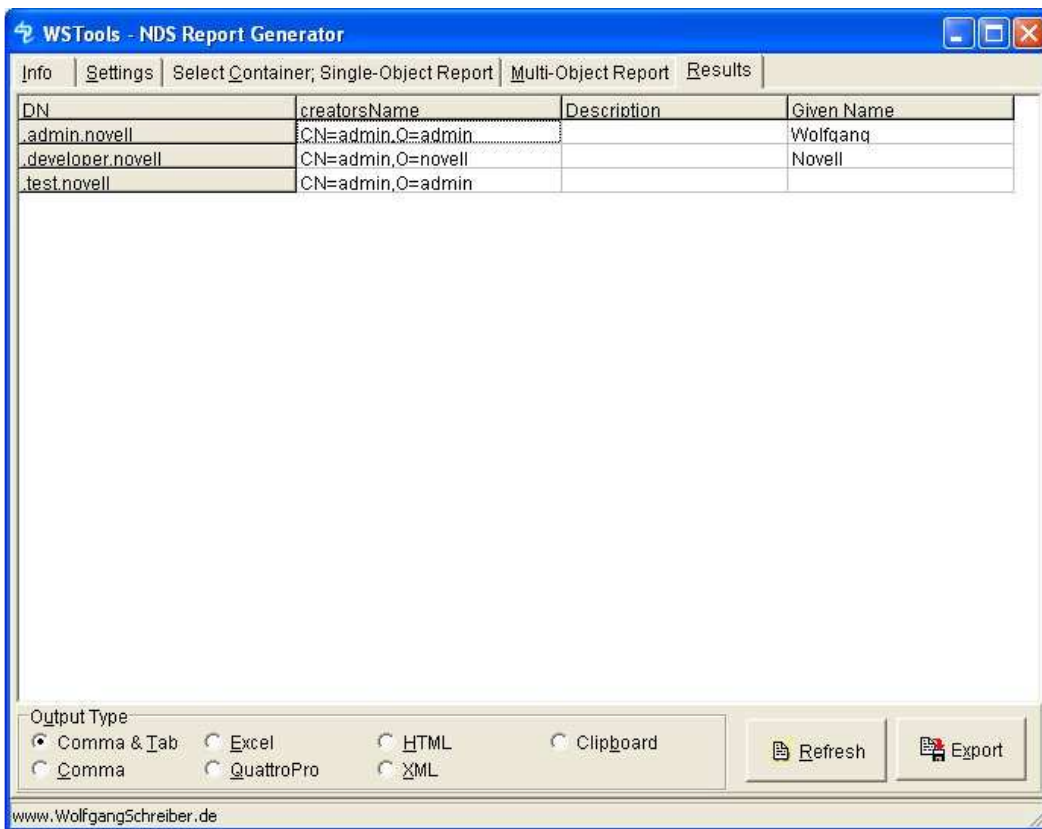 WSTools - NDS Report Generator
Info Settings Select Container; Single-Object Report Multi-Object Report Results
DN creatorsName Description Given Name
.admin.novell CN=admin,O=admin Wolfgang
.developer.novell CN=admin,O=novell Novell
.test.novell CN=admin,O=admin
Output Type
Comma & Tab Excel HTML Clipboard
Comma QuattroPro XML
Refresh Export
www.WolfgangSchreiber.de